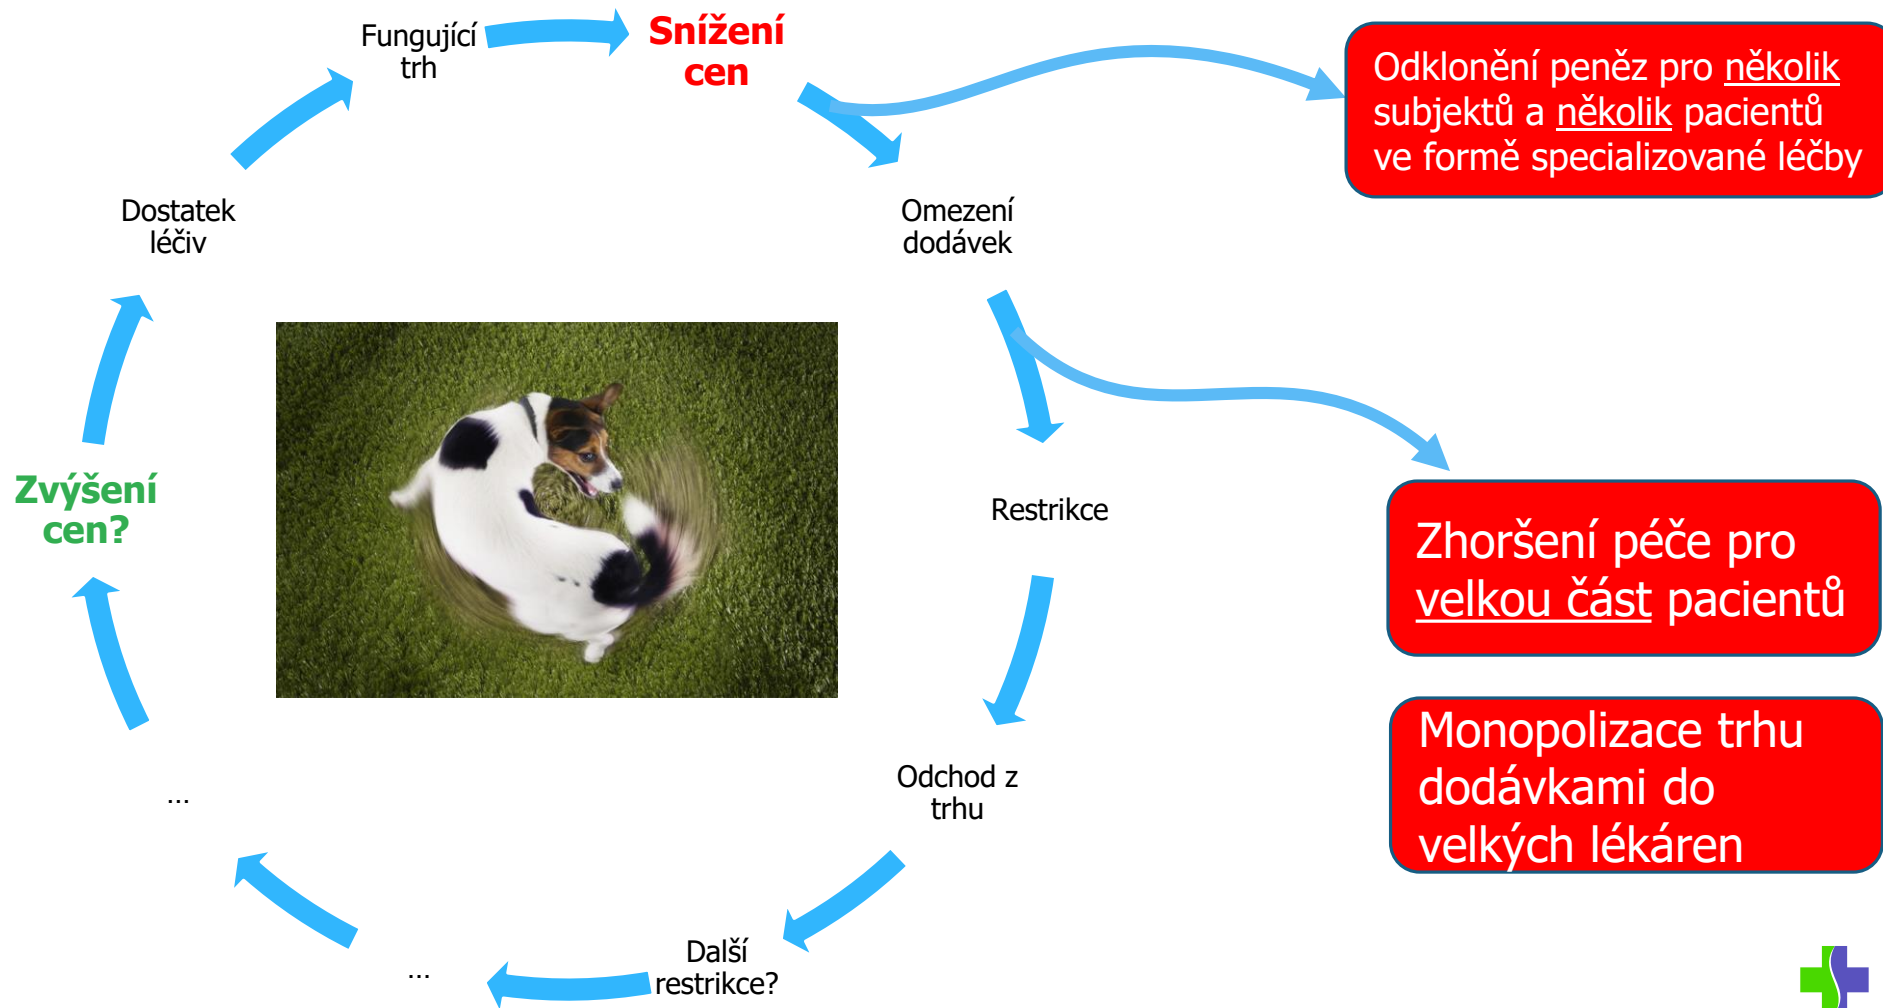 Fungující
trh
Snížení
cen
Odklonění peněz pro několik
subjektů a několik pacientů
ve formě specializované léčby
Dostatek
léčiv
Omezení
dodávek
Zvýšení
cen?
Restrikce
Zhoršení péče pro
velkou část pacientů
Monopolizace trhu
dodávkami do
velkých lékáren
Odchod z
trhu
...
...
Další
restrikce?